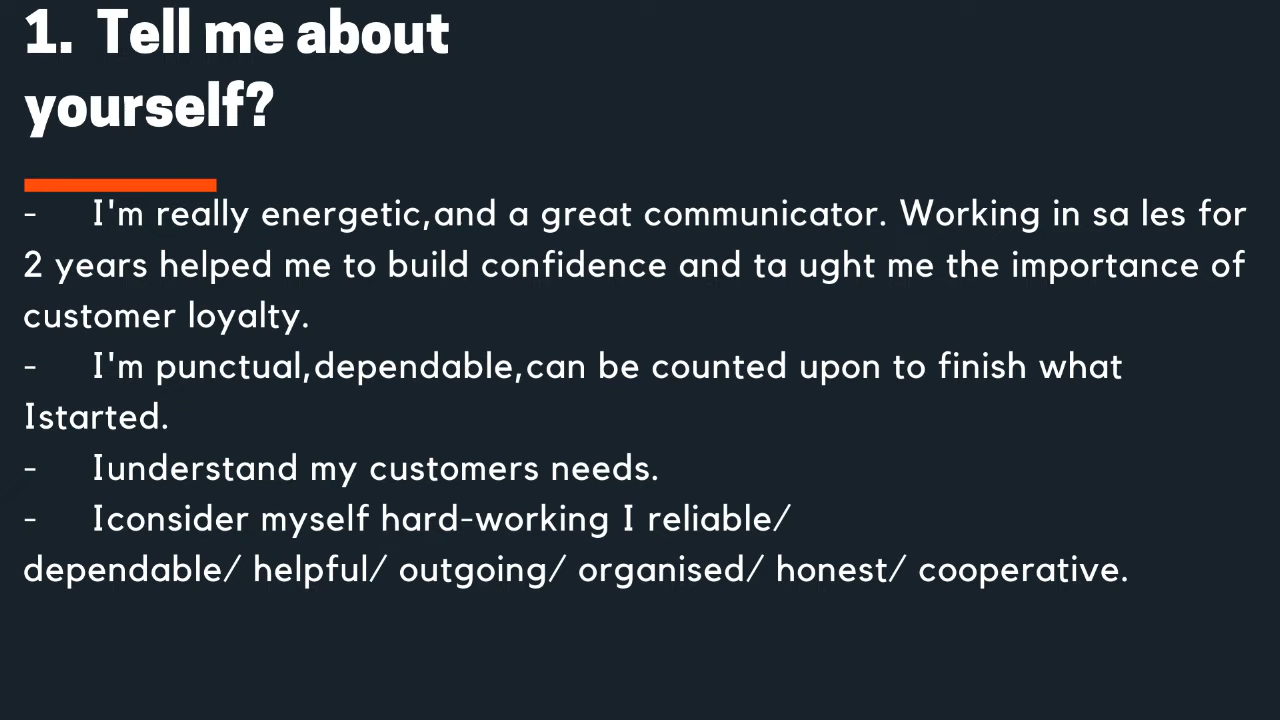 1. Tell me about
yourself?
- I'm really energetic,and a great communicator. Working in sa les for
2 years helped me to build confidence and ta ught me the importance of
customer loyalty.
- I'm punctual,dependable,can be counted upon to finish what
Istarted.
- Iunderstand my customers needs.
- Iconsider myself hard-working I reliable/
dependable/ helpful/ outgoing/ organised/ honest/ cooperative.